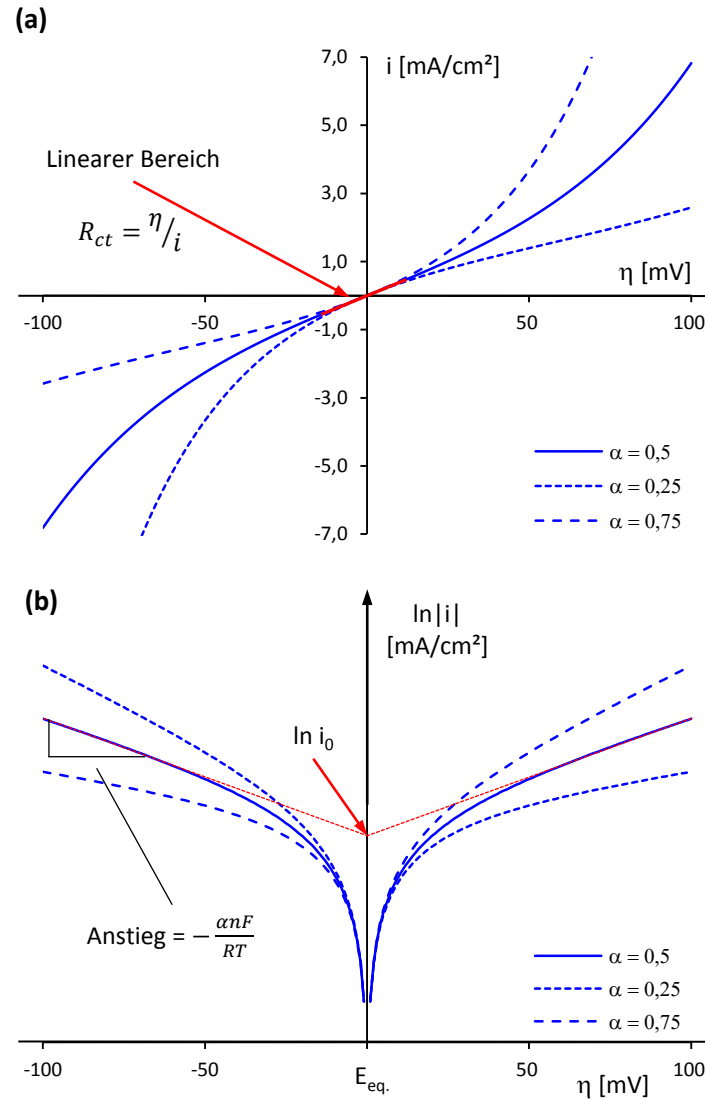 (a)
i [mA/cm²]
7,0
5,0
3,0
1,0
-1,0
-3,0
-5,0
-7,0
Linearer Bereich
R_ct = η/i
η [mV]
-100
-50
50
100
α = 0,5
α = 0,25
α = 0,75
(b)
ln|i|
[mA/cm²]
ln i₀
Anstieg = − αnF/RT
α = 0,5
α = 0,25
α = 0,75
-100
-50
E_eq.
50
η [mV]
100